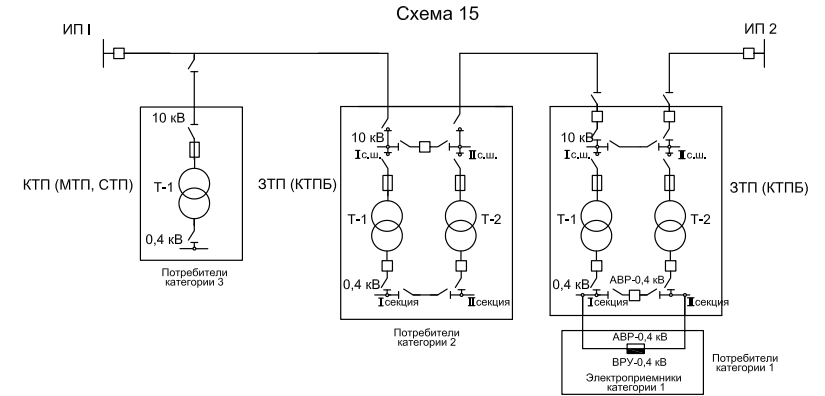 Схема 15
ИП I
ИП 2
10 кВ
КТП (МТП, СТП)
Т-1
0,4 кВ
Потребители
категории 3
10 кВ
I с.ш.
II с.ш.
ЗТП (КТПБ)
Т-1
Т-2
0,4 кВ
I секция
II секция
Потребители
категории 2
10 кВ
I с.ш.
II с.ш.
ЗТП (КТПБ)
Т-1
Т-2
0,4 кВ
АВР-0,4 кВ
I секция
II секция
АВР-0,4 кВ
ВРУ-0,4 кВ
Электроприемники
категории 1
Потребители
категории 1